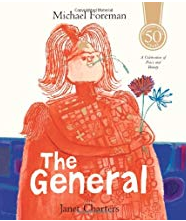 Michael Foreman
50
A Celebration of
Peace and
Beauty
The
General
Janet Charters